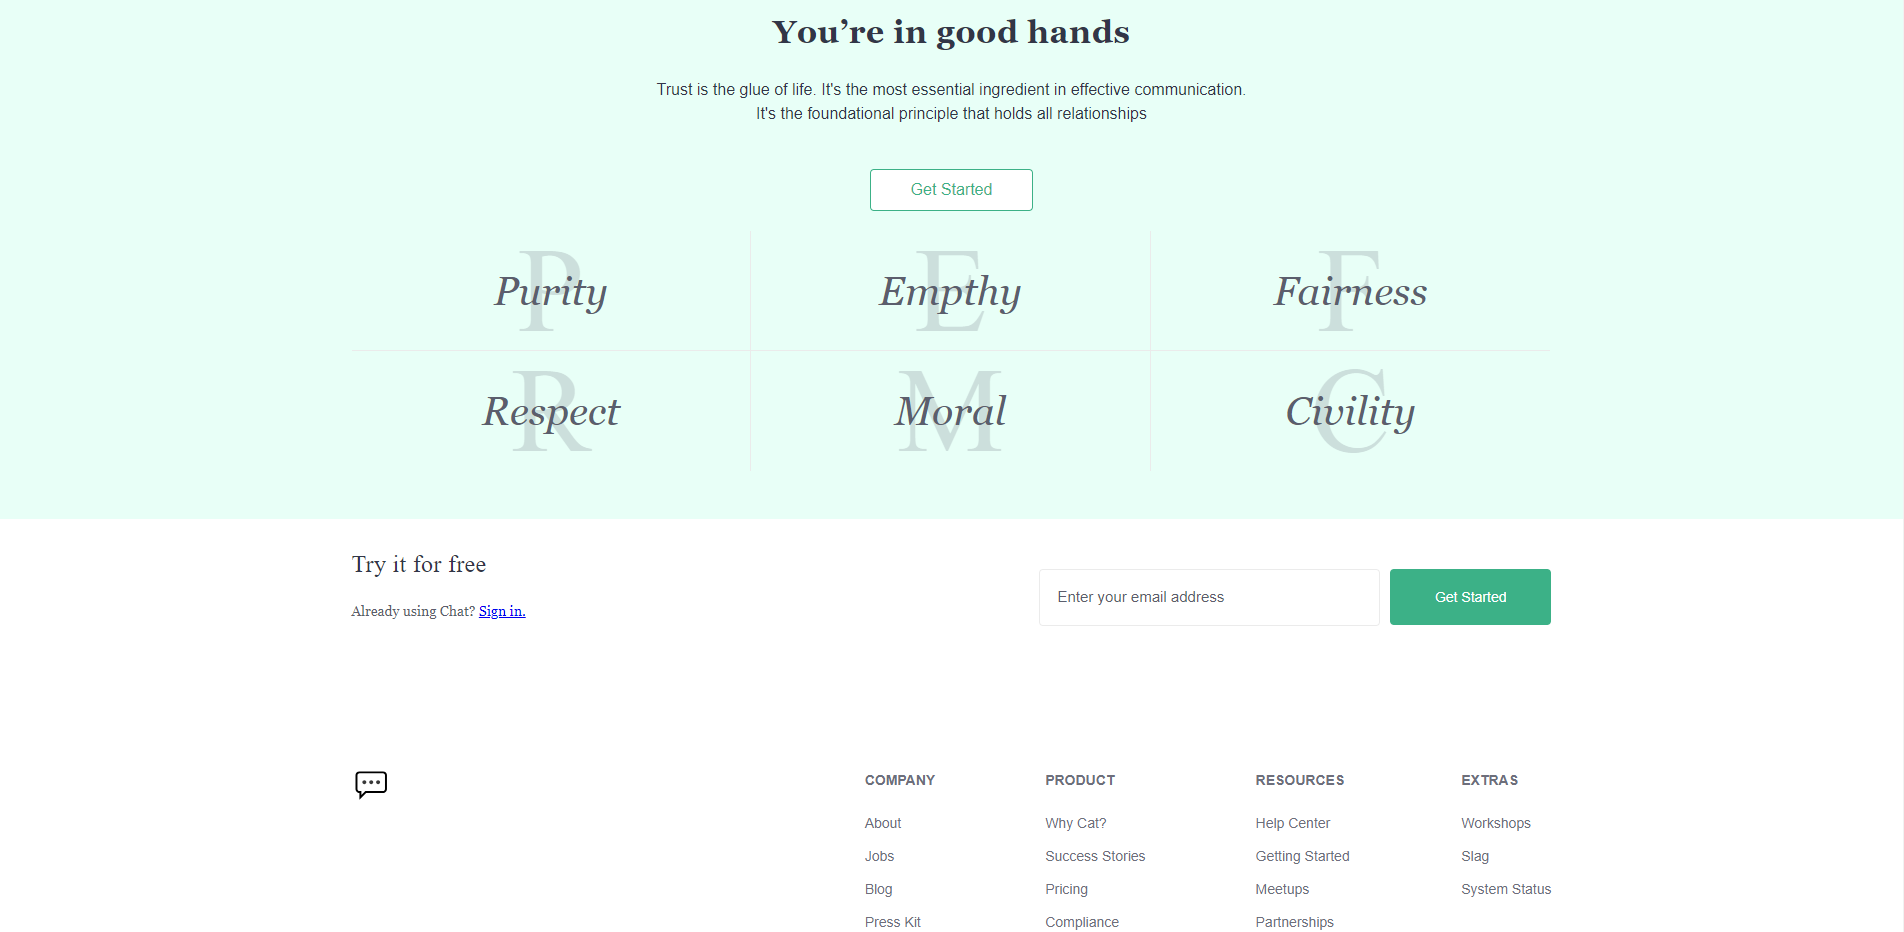 You’re in good hands
Trust is the glue of life. It's the most essential ingredient in effective communication.
It's the foundational principle that holds all relationships
Get Started
P
Purity
E
Empthy
F
Fairness
R
Respect
M
Moral
C
Civility
Try it for free
Already using Chat? Sign in.
Enter your email address
Get Started
COMPANY
About
Jobs
Blog
Press Kit
PRODUCT
Why Cat?
Success Stories
Pricing
Compliance
RESOURCES
Help Center
Getting Started
Meetups
Partnerships
EXTRAS
Workshops
Slag
System Status